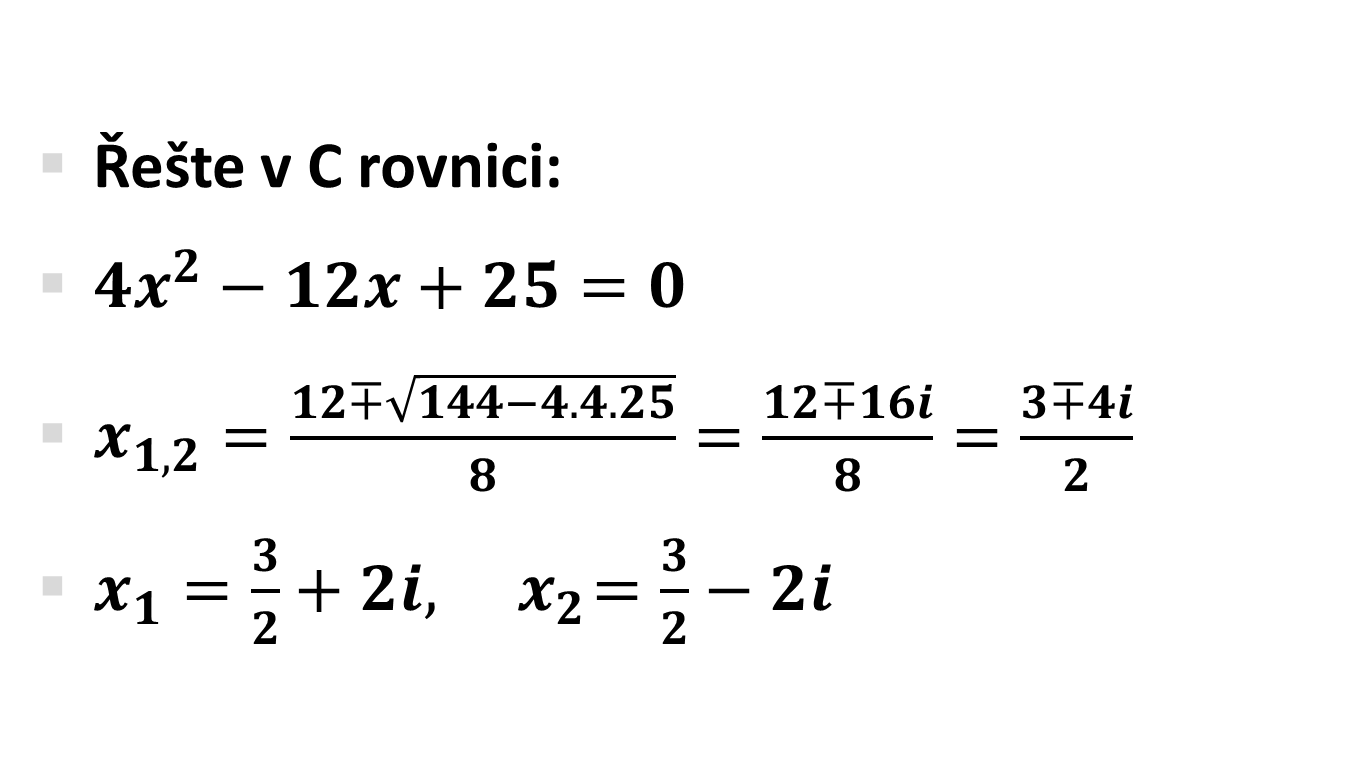 Řešte v C rovnici:
4x² − 12x + 25 = 0
x₁,₂ = (12∓√(144−4.4.25))/8 = (12∓16i)/8 = (3∓4i)/2
x₁ = 3/2 + 2i, x₂ = 3/2 − 2i